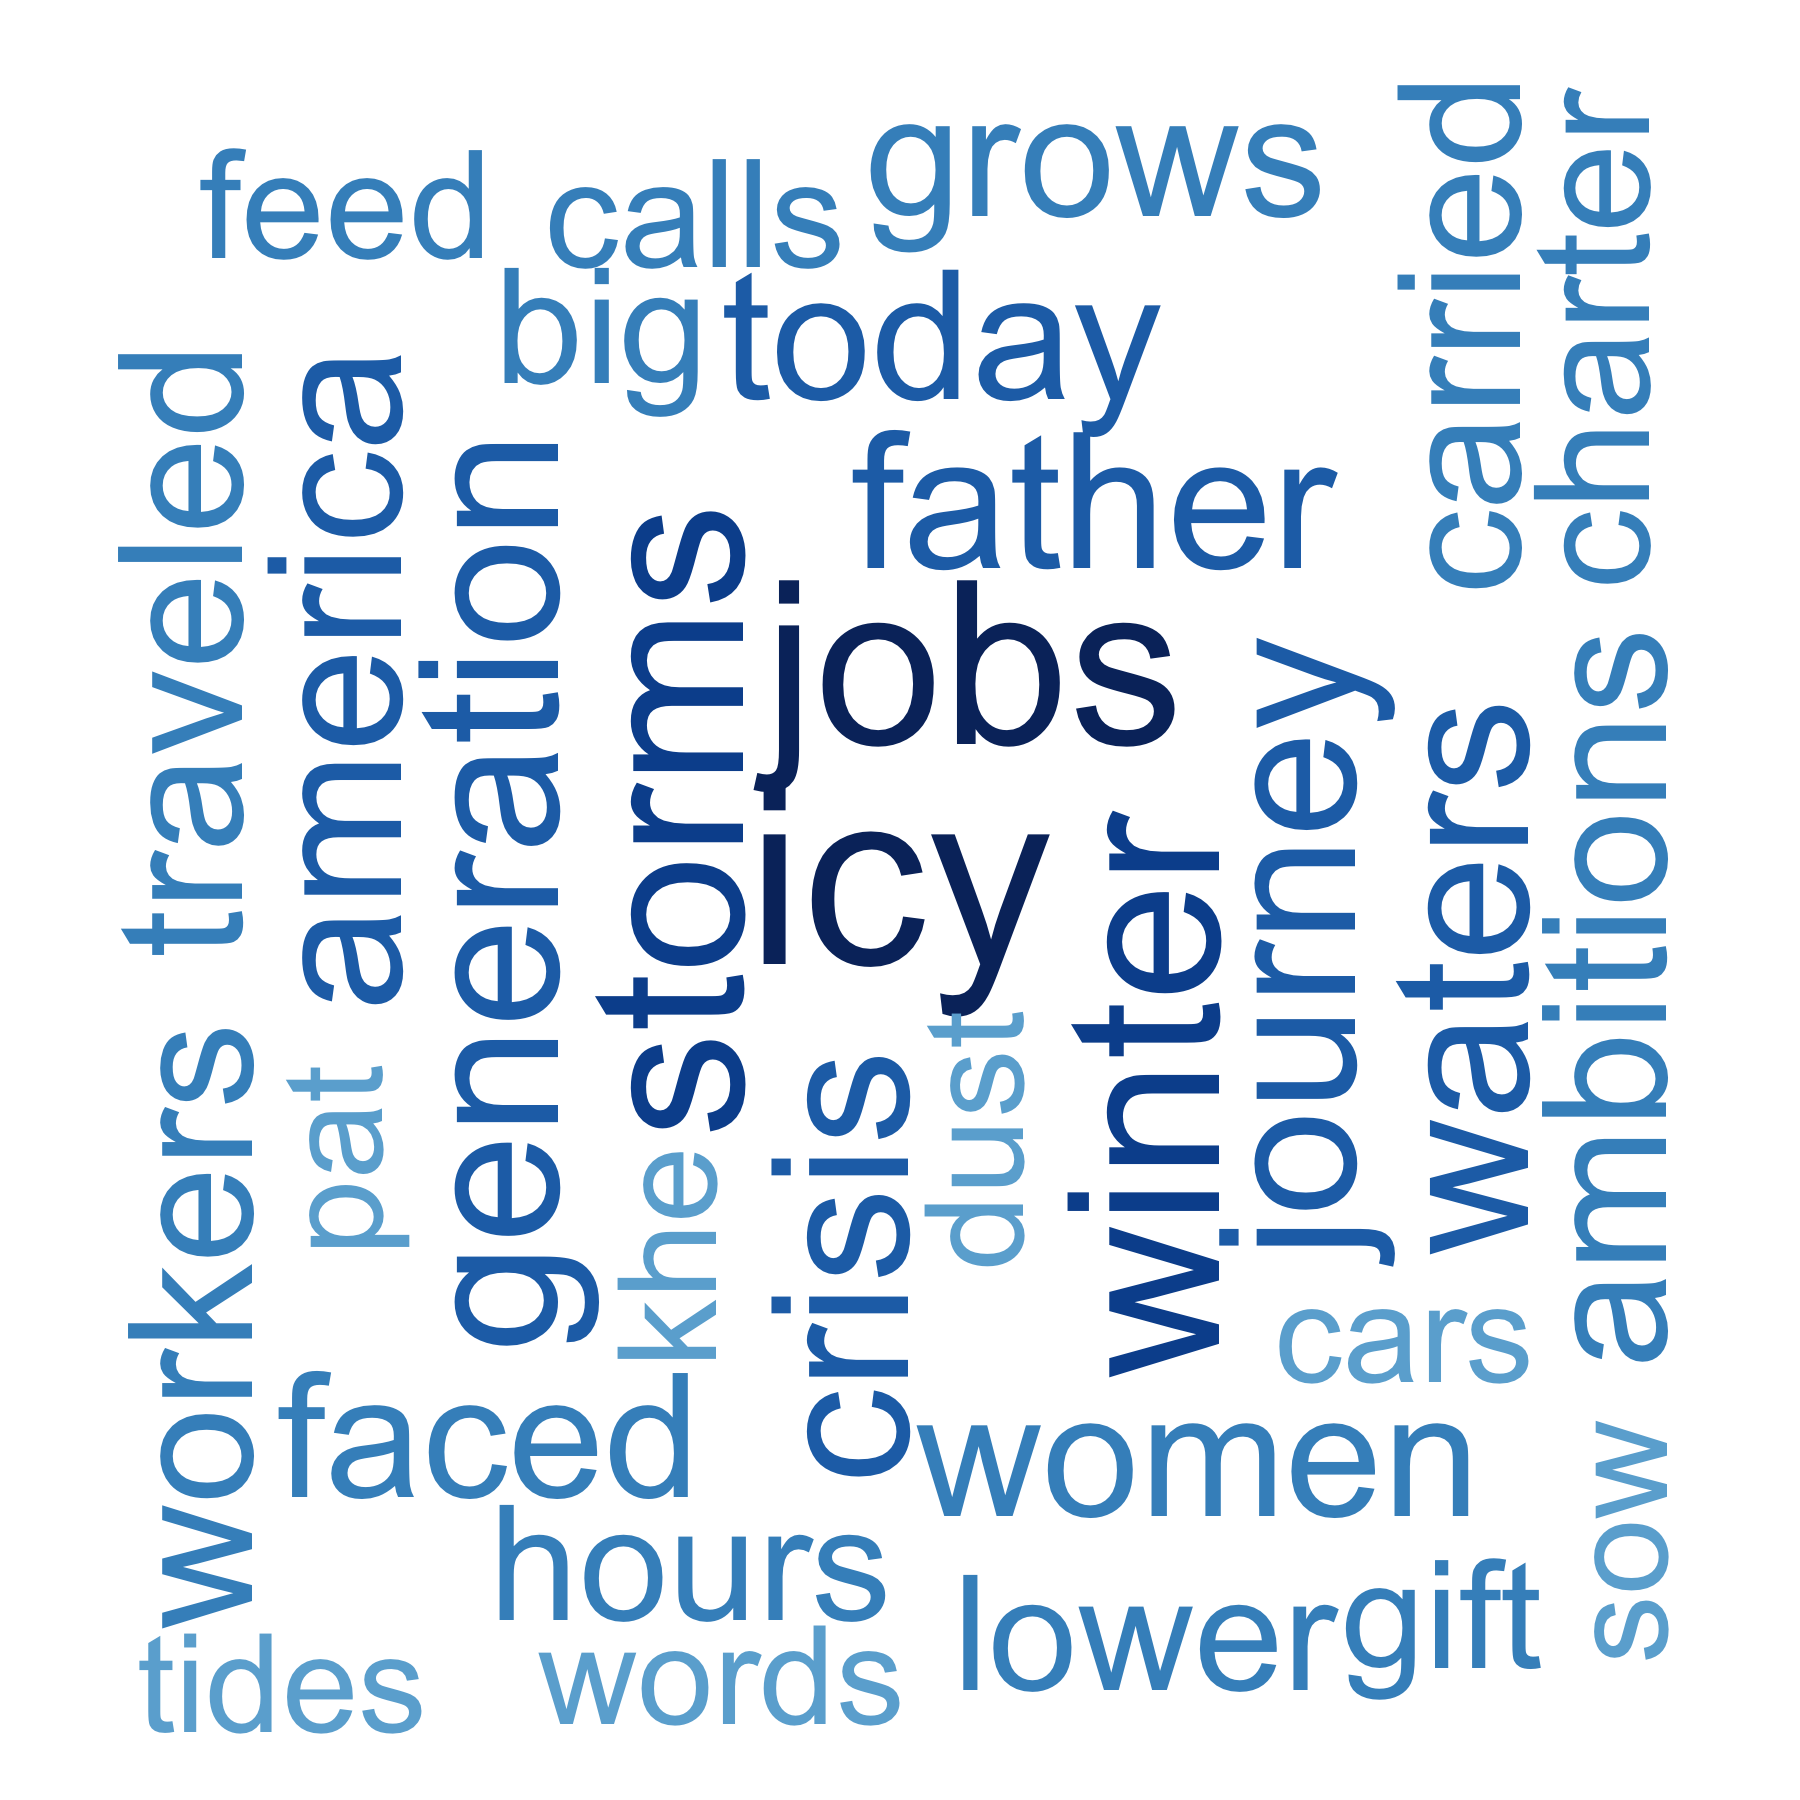 grows
carried
charter
feed
calls
big
today
traveled
america
father
generation
storms
jobs
journey
ambitions
waters
icy
winter
dust
workers
pat
crisis
khe
cars
faced
women
sow
hours
gift
lower
tides
words